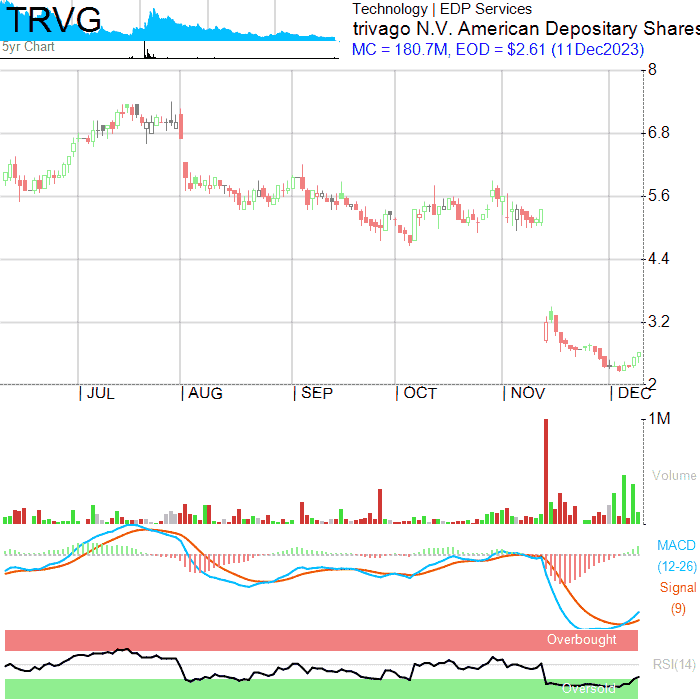 TRVG
5yr Chart
Technology | EDP Services
trivago N.V. American Depositary Shares
MC = 180.7M, EOD = $2.61 (11Dec2023)
8
6.8
5.6
4.4
3.2
2
JUL AUG SEP OCT NOV DEC
1M
Volume
MACD
(12-26)
Signal
(9)
Overbought
RSI(14)
Oversold